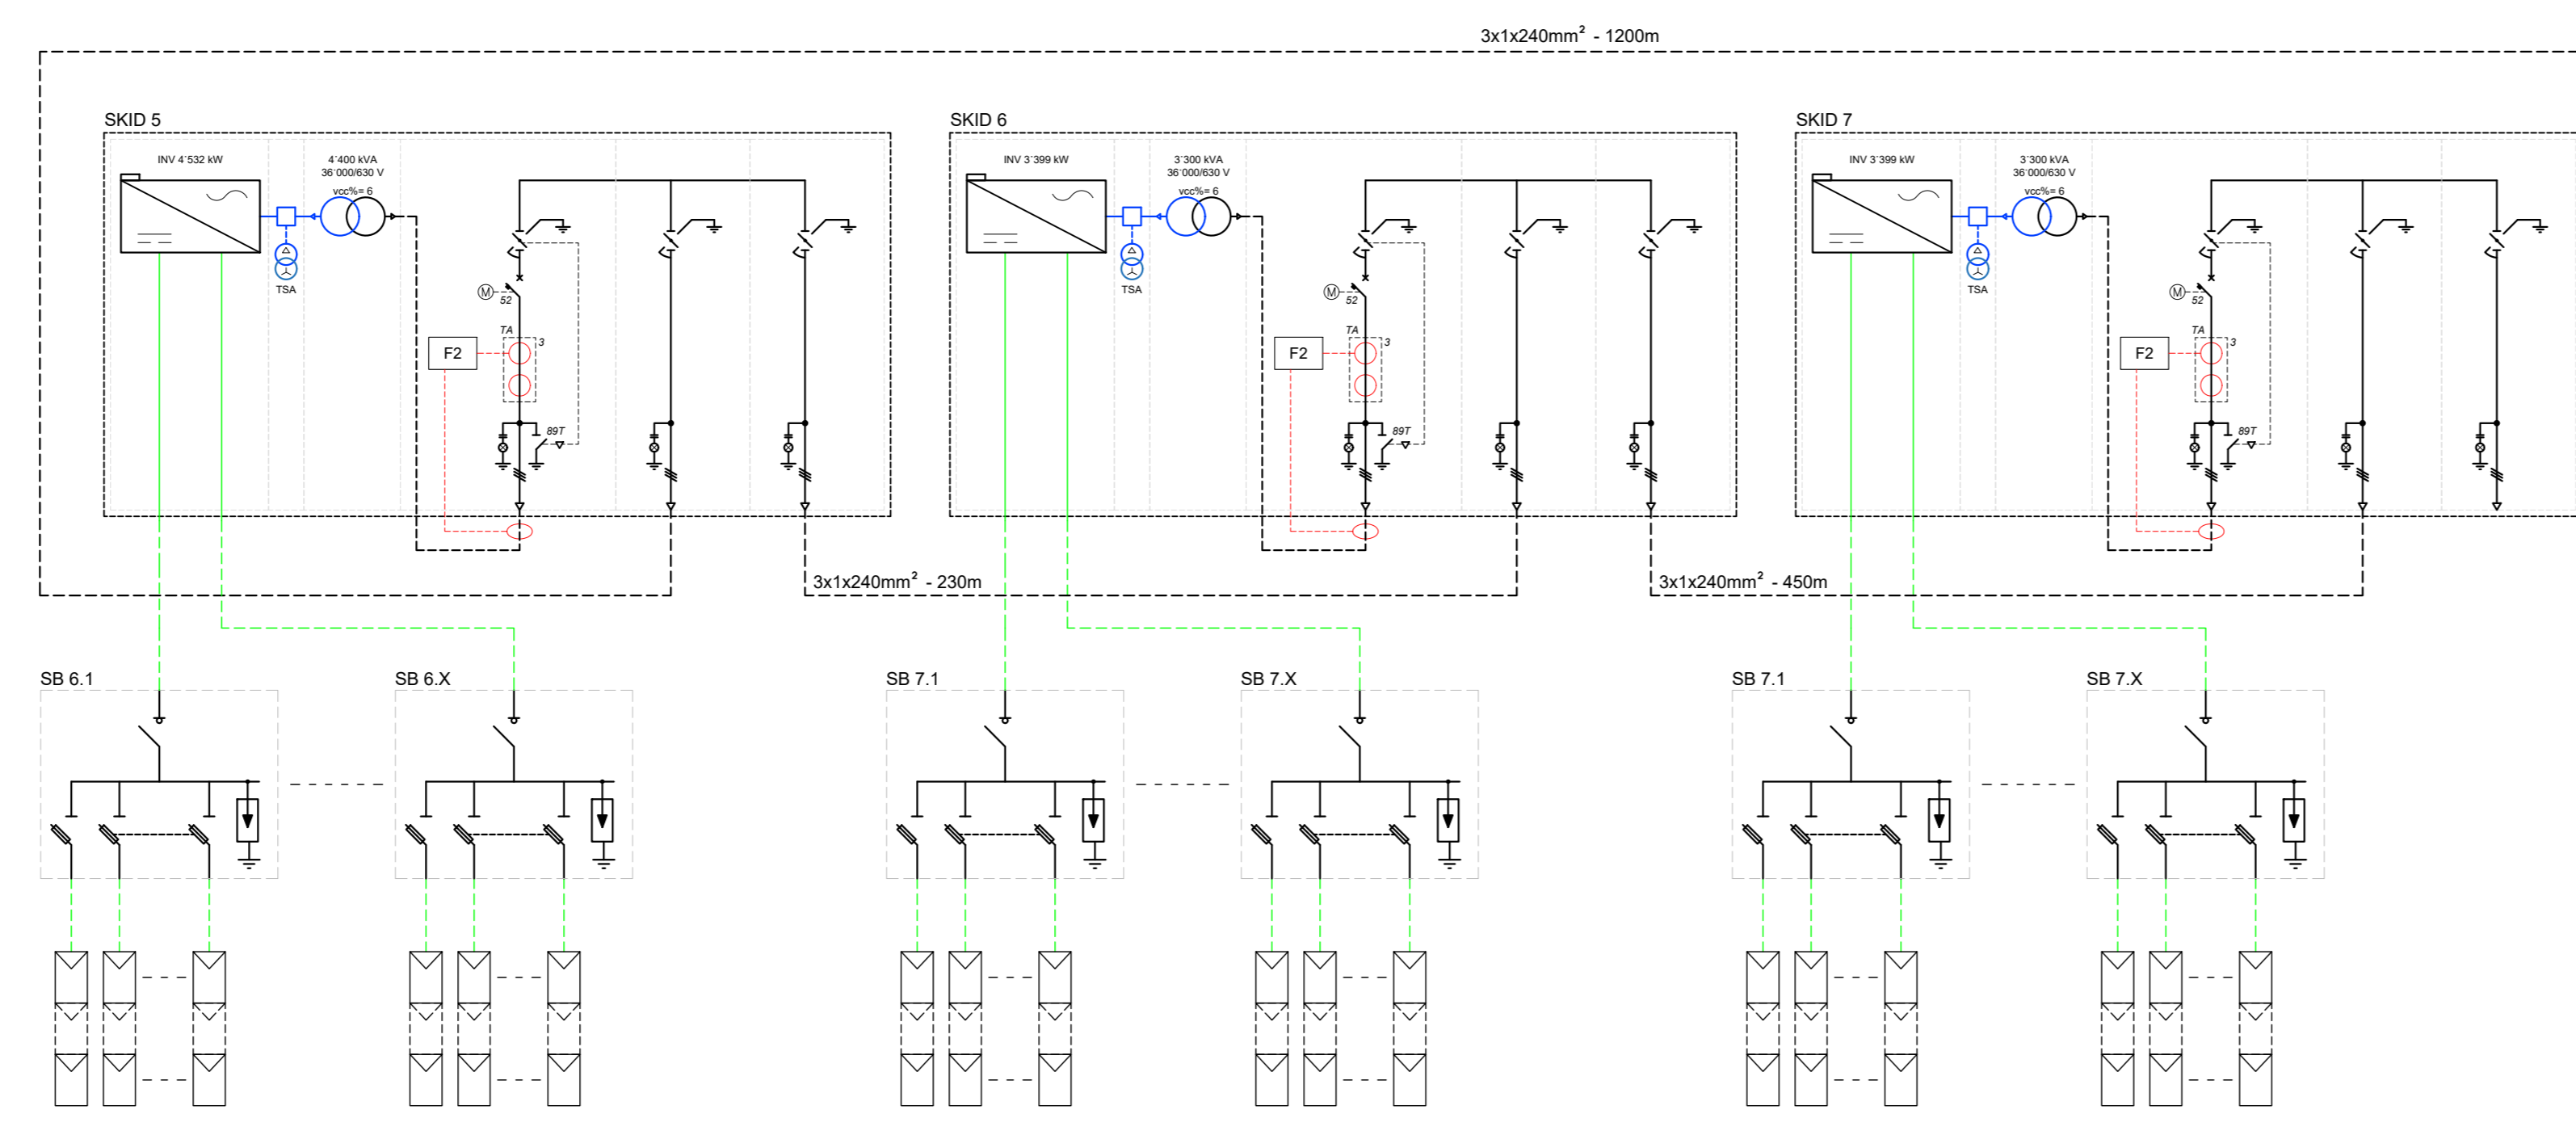 3x1x240mm² - 1200m
SKID 5
INV 4`532 kW
4`400 kVA
36`000/630 V
vcc%= 6
TSA
M
52
TA
3
F2
89T
SKID 6
INV 3`399 kW
3`300 kVA
36`000/630 V
vcc%= 6
TSA
M
52
TA
3
F2
89T
SKID 7
INV 3`399 kW
3`300 kVA
36`000/630 V
vcc%= 6
TSA
M
52
TA
3
F2
89T
3x1x240mm² - 230m
3x1x240mm² - 450m
SB 6.1
SB 6.X
SB 7.1
SB 7.X
SB 7.1
SB 7.X